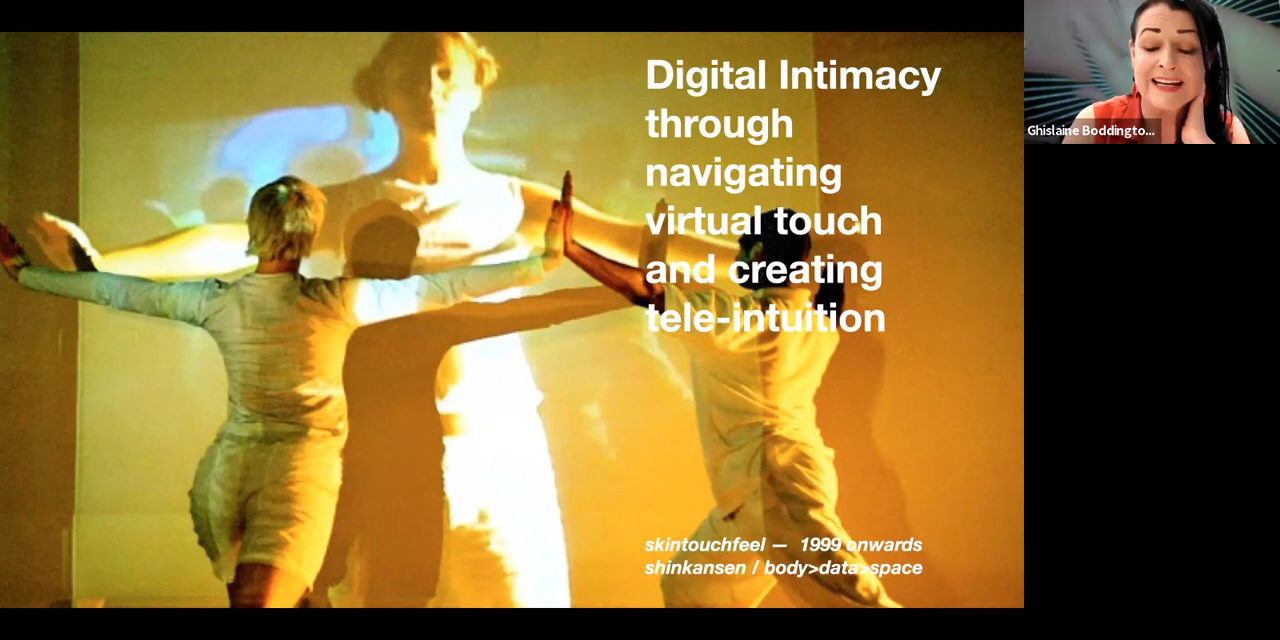 Digital Intimacy
through
navigating
virtual touch
and creating
tele-intuition
skintouchfeel — 1999 onwards
shinkansen / body>data>space
Ghislaine Boddingto...